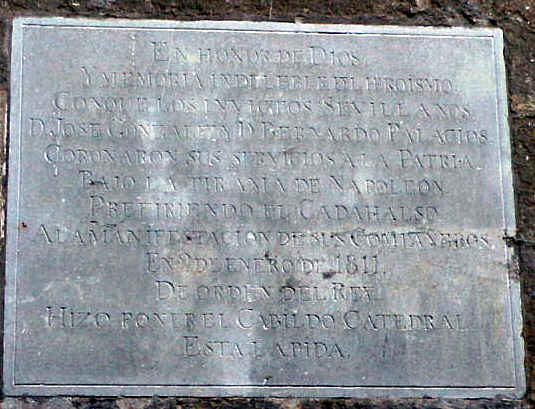 EN HONOR DE DIOS.
Y MEMORIA INDELEBLE DEL HEROISMO
CON QUE LOS INVICTOS SEVILLANOS
D. JOSE GONZALEZ Y D. BERNARDO PALACIOS
CORONARON SUS SERVICIOS A LA PATRIA.
BAJO LA TIRANIA DE NAPOLEON
PREFIRIENDO EL CADAHALSO
A LA MANIFESTACION DE SUS COMPAÑEROS.
EN 9 DE ENERO DE 1811.
DE ORDEN DEL REY
HIZO PONER EL CABILDO CATEDRAL
ESTA LAPIDA.